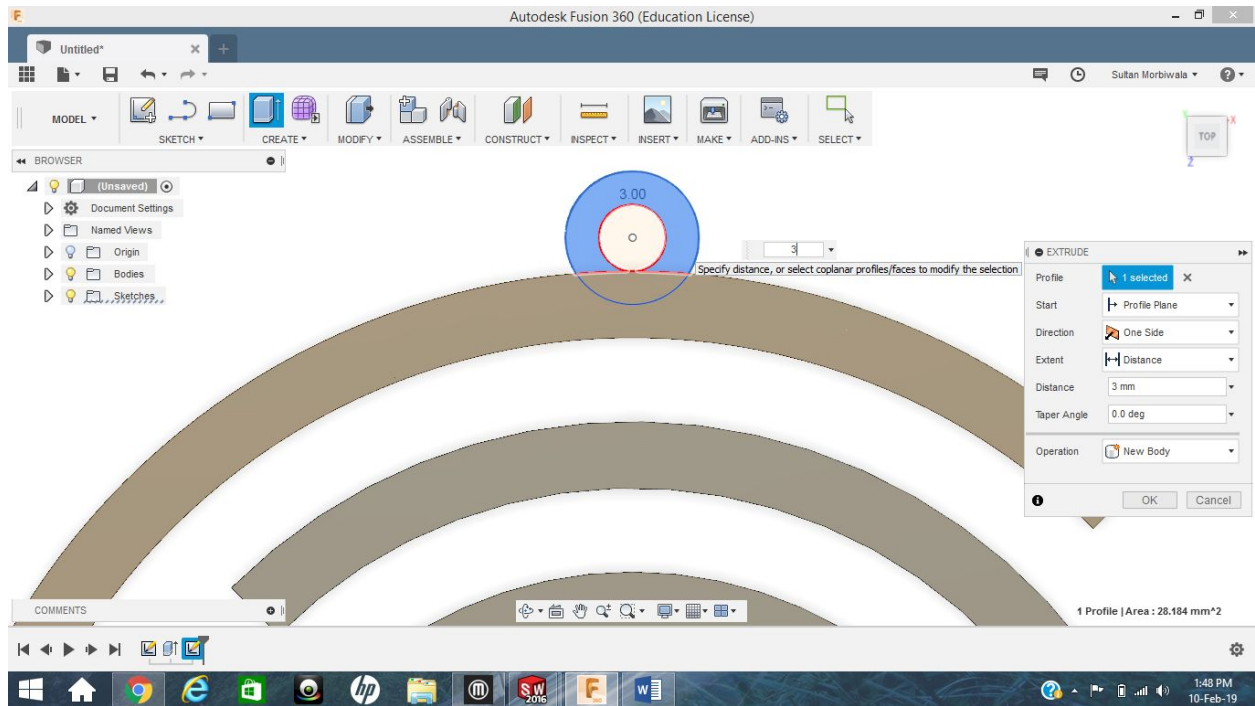 Autodesk Fusion 360 (Education License)
Untitled*
Sultan Morbiwala
MODEL
SKETCH
CREATE
MODIFY
ASSEMBLE
CONSTRUCT
INSPECT
INSERT
MAKE
ADD-INS
SELECT
TOP
X
Z
BROWSER
(Unsaved)
Document Settings
Named Views
Origin
Bodies
Sketches
3.00
3
Specify distance, or select coplanar profiles/faces to modify the selection
EXTRUDE
Profile 1 selected
Start Profile Plane
Direction One Side
Extent Distance
Distance 3 mm
Taper Angle 0.0 deg
Operation New Body
OK Cancel
COMMENTS
1 Profile | Area : 28.184 mm^2
hp
SW
2016
F
W
1:48 PM
10-Feb-19